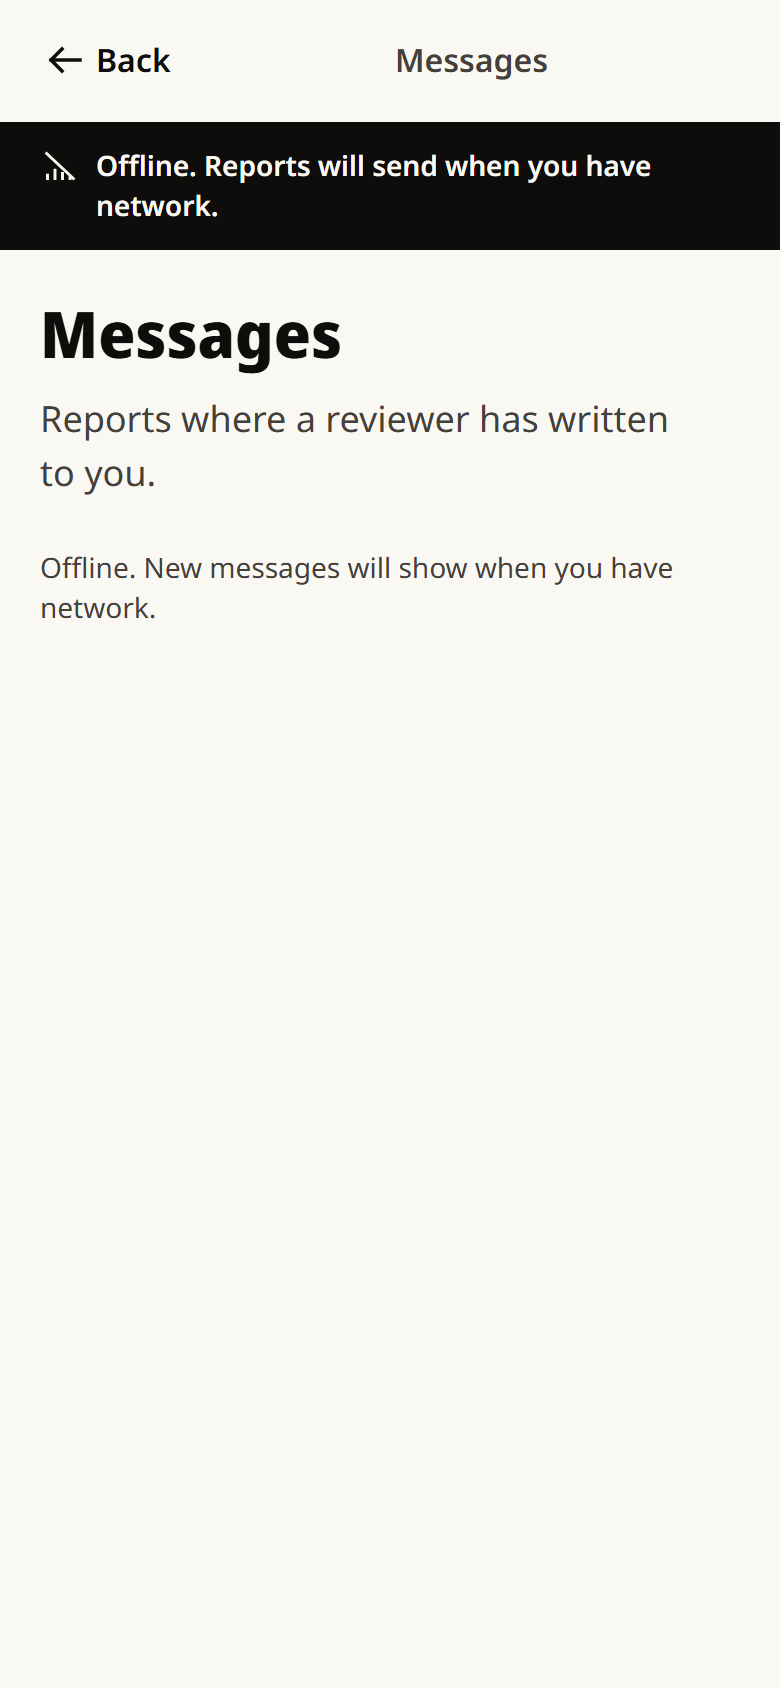 Back
Messages
Offline. Reports will send when you have
network.
Messages
Reports where a reviewer has written
to you.
Offline. New messages will show when you have
network.